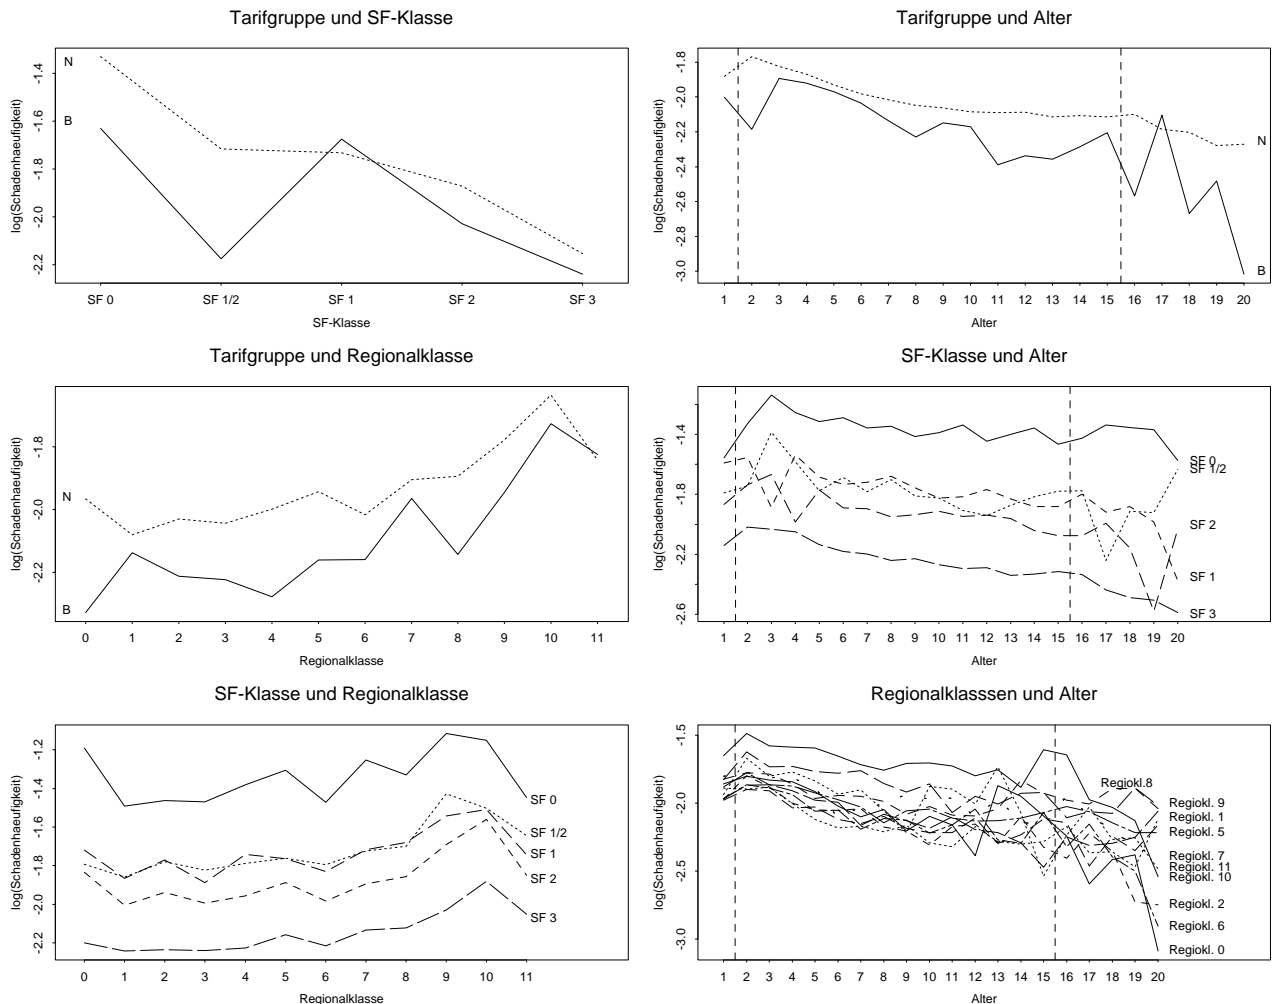 Tarifgruppe und SF-Klasse
log(Schadenhaeufigkeit)
-1.4
-1.6
-1.8
-2.0
-2.2
N
B
SF 0
SF 1/2
SF 1
SF 2
SF 3
SF-Klasse
Tarifgruppe und Alter
log(Schadenhaeufigkeit)
-1.8
-2.0
-2.2
-2.4
-2.6
-2.8
-3.0
N
B
1 2 3 4 5 6 7 8 9 10 11 12 13 14 15 16 17 18 19 20
Alter
Tarifgruppe und Regionalklasse
log(Schadenhaeufigkeit)
-1.8
-2.0
-2.2
N
B
0 1 2 3 4 5 6 7 8 9 10 11
Regionalklasse
SF-Klasse und Alter
log(Schadenhaeufigkeit)
-1.4
-1.8
-2.2
-2.6
SF 0
SF 1/2
SF 2
SF 1
SF 3
1 2 3 4 5 6 7 8 9 10 11 12 13 14 15 16 17 18 19 20
Alter
SF-Klasse und Regionalklasse
log(Schadenhaeufigkeit)
-1.2
-1.4
-1.6
-1.8
-2.0
-2.2
SF 0
SF 1/2
SF 1
SF 2
SF 3
0 1 2 3 4 5 6 7 8 9 10 11
Regionalklasse
Regionalklasssen und Alter
log(Schadenhaeufigkeit)
-1.5
-2.0
-2.5
-3.0
Regiokl.8
Regiokl. 9
Regiokl. 1
Regiokl. 5
Regiokl. 7
Regiokl. 11
Regiokl. 10
Regiokl. 2
Regiokl. 6
Regiokl. 0
1 2 3 4 5 6 7 8 9 10 11 12 13 14 15 16 17 18 19 20
Alter